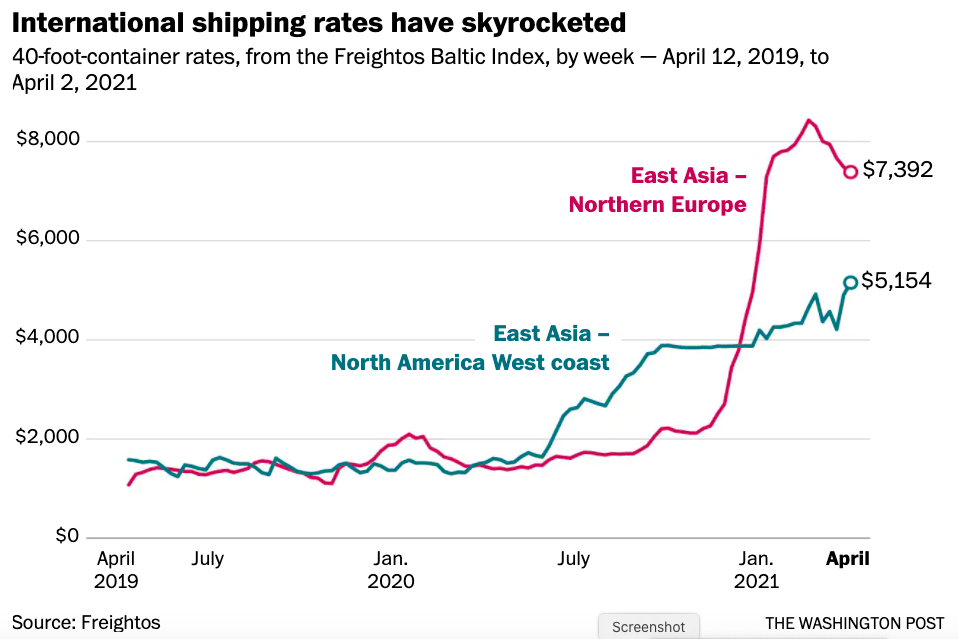 International shipping rates have skyrocketed
40-foot-container rates, from the Freightos Baltic Index, by week — April 12, 2019, to
April 2, 2021
$8,000
$7,392
East Asia –
Northern Europe
$6,000
$5,154
$4,000
East Asia –
North America West coast
$2,000
$0
April
2019
July
Jan.
2020
July
Jan.
2021
April
Source: Freightos
Screenshot
THE WASHINGTON POST